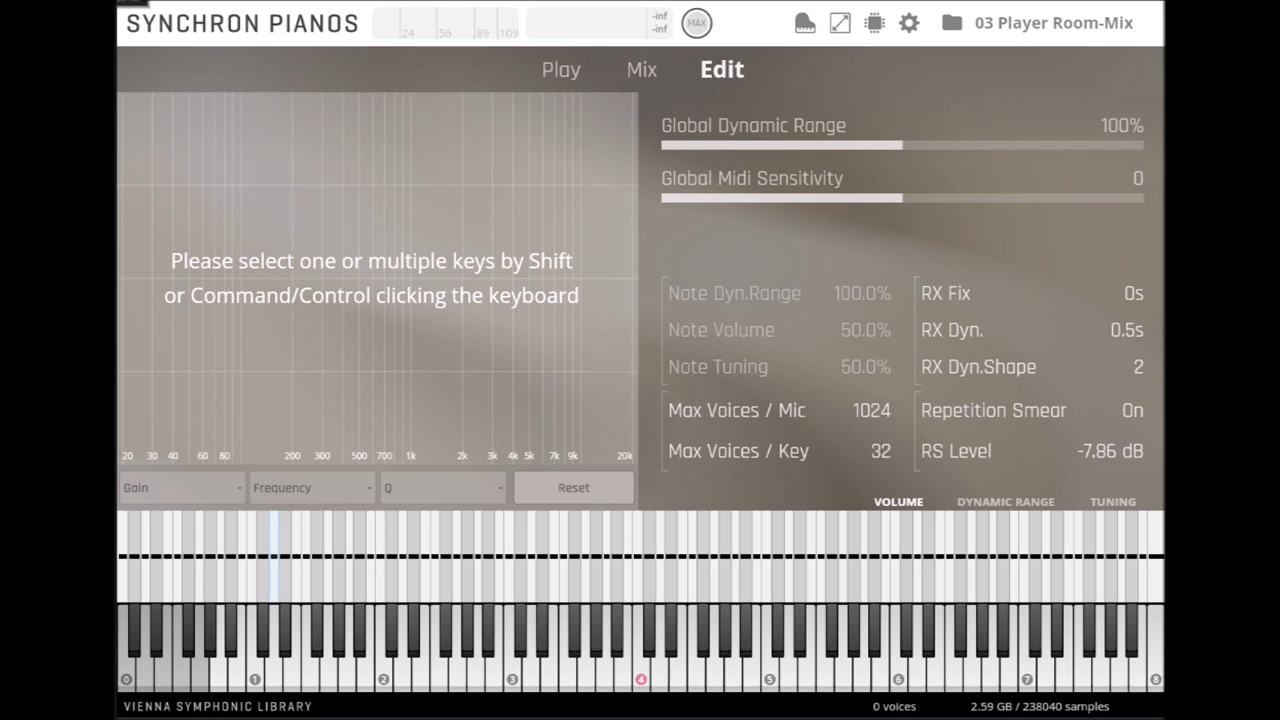 SYNCHRON PIANOS
24 56 89 109
-inf
-inf
MAX
03 Player Room-Mix
Play Mix Edit
Global Dynamic Range 100%
Global Midi Sensitivity 0
Please select one or multiple keys by Shift
or Command/Control clicking the keyboard
Note Dyn.Range 100.0% RX Fix 0s
Note Volume 50.0% RX Dyn. 0.5s
Note Tuning 50.0% RX Dyn.Shape 2
Max Voices / Mic 1024 Repetition Smear On
Max Voices / Key 32 RS Level -7.86 dB
20 30 40 60 80 200 300 500 700 1k 2k 3k 4k 5k 7k 9k 20k
Gain - Frequency - Q - Reset
VOLUME DYNAMIC RANGE TUNING
0 1 2 3 4 5 6 7 8
VIENNA SYMPHONIC LIBRARY 0 voices 2.59 GB / 238040 samples